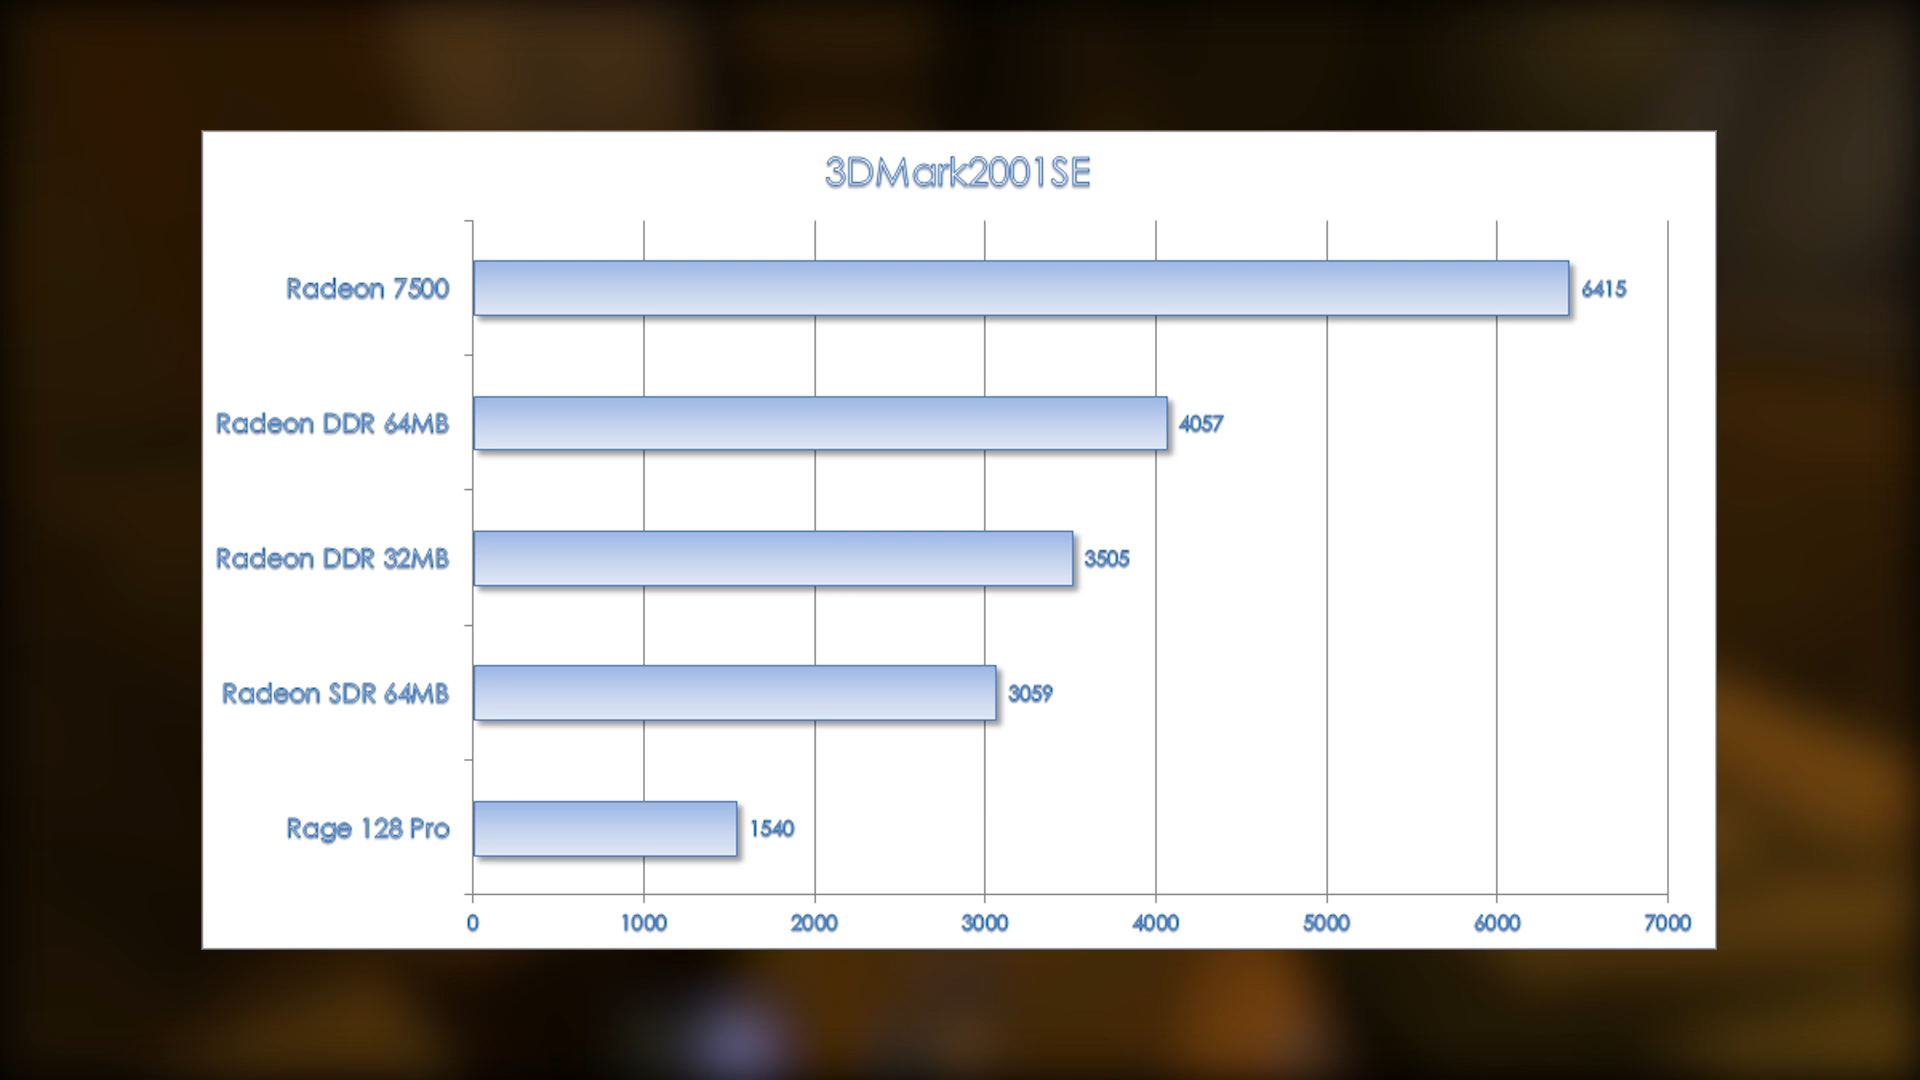 3DMark2001SE
Radeon 7500 6415
Radeon DDR 64MB 4057
Radeon DDR 32MB 3505
Radeon SDR 64MB 3059
Rage 128 Pro 1540
0 1000 2000 3000 4000 5000 6000 7000